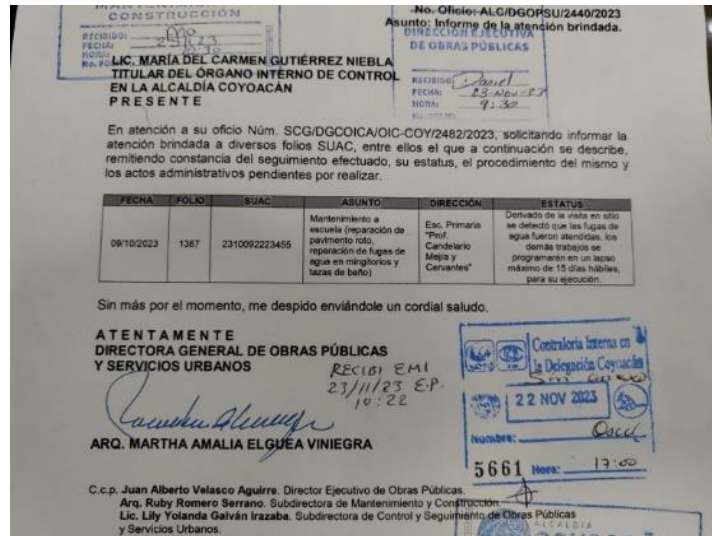 CONSTRUCCIÓN
RECIBIDO:
FECHA: 23/11/23
HORA: 10:30
No. Oficio: ALC/DGOPSU/2440/2023
Asunto: Informe de la atención brindada.
DIRECCIÓN EJECUTIVA
DE OBRAS PÚBLICAS
RECIBIDO: Daniel
FECHA: 23-Nov-23
HORA: 9:30
LIC. MARÍA DEL CARMEN GUTIÉRREZ NIEBLA
TITULAR DEL ÓRGANO INTERNO DE CONTROL
EN LA ALCALDÍA COYOACÁN
P R E S E N T E
En atención a su oficio Núm. SCG/DGCOICA/OIC-COY/2482/2023, solicitando informar la
atención brindada a diversos folios SUAC, entre ellos el que a continuación se describe,
remitiendo constancia del seguimiento efectuado, su estatus, el procedimiento del mismo y
los actos administrativos pendientes por realizar.
FECHA FOLIO SUAC ASUNTO DIRECCIÓN ESTATUS
09/10/2023 1367 2310092223455
Mantenimiento a
escuela (reparación de
pavimento roto,
reparación de fugas de
agua en mingitorios y
tazas de baño)
Esc. Primaria
"Prof.
Candelario
Mejía y
Cervantes"
Derivado de la visita en sitio
se detectó que las fugas de
agua fueron atendidas, los
demás trabajos se
programarán en un lapso
máximo de 15 días hábiles,
para su ejecución.
Sin más por el momento, me despido enviándole un cordial saludo.
A T E N T A M E N T E
DIRECTORA GENERAL DE OBRAS PÚBLICAS
Y SERVICIOS URBANOS
RECIBI EMI
23/11/23 E.P.
10:22
ARQ. MARTHA AMALIA ELGUEA VINIEGRA
Contraloría Interna en
la Delegación Coyoacán
22 NOV 2023
Nombre:
5661 Hora: 17:00
C.c.p. Juan Alberto Velasco Aguirre. Director Ejecutivo de Obras Públicas.
Arq. Ruby Romero Serrano. Subdirectora de Mantenimiento y Construcción.
Lic. Lily Yolanda Galván Irazaba. Subdirectora de Control y Seguimiento de Obras Públicas
y Servicios Urbanos.
ALCALDÍA